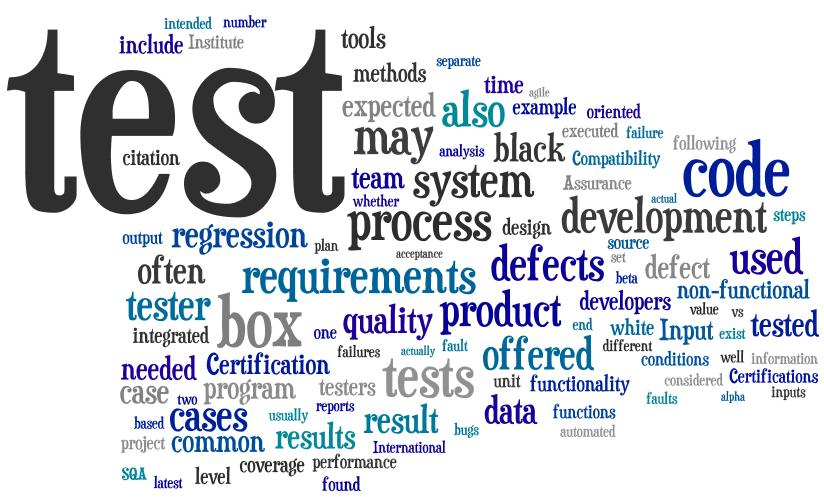 intended number
include Institute
test
tools
methods separate
time agile
expected also example oriented
may executed failure
citation analysis black Compatibility following
team system Assurance code
whether actual
process design development steps
output regression plan source
acceptance
often requirements defects set defect used
beta
tester box non-functional
quality product developers value vs
integrated one end white Input exist tested
failures actually fault offered different
needed Certification conditions well information
case two program testers tests unit functionality considered Certifications
faults alpha inputs
based cases usually reports result data functions
project common results bugs automated
International
SQA latest level coverage performance
found